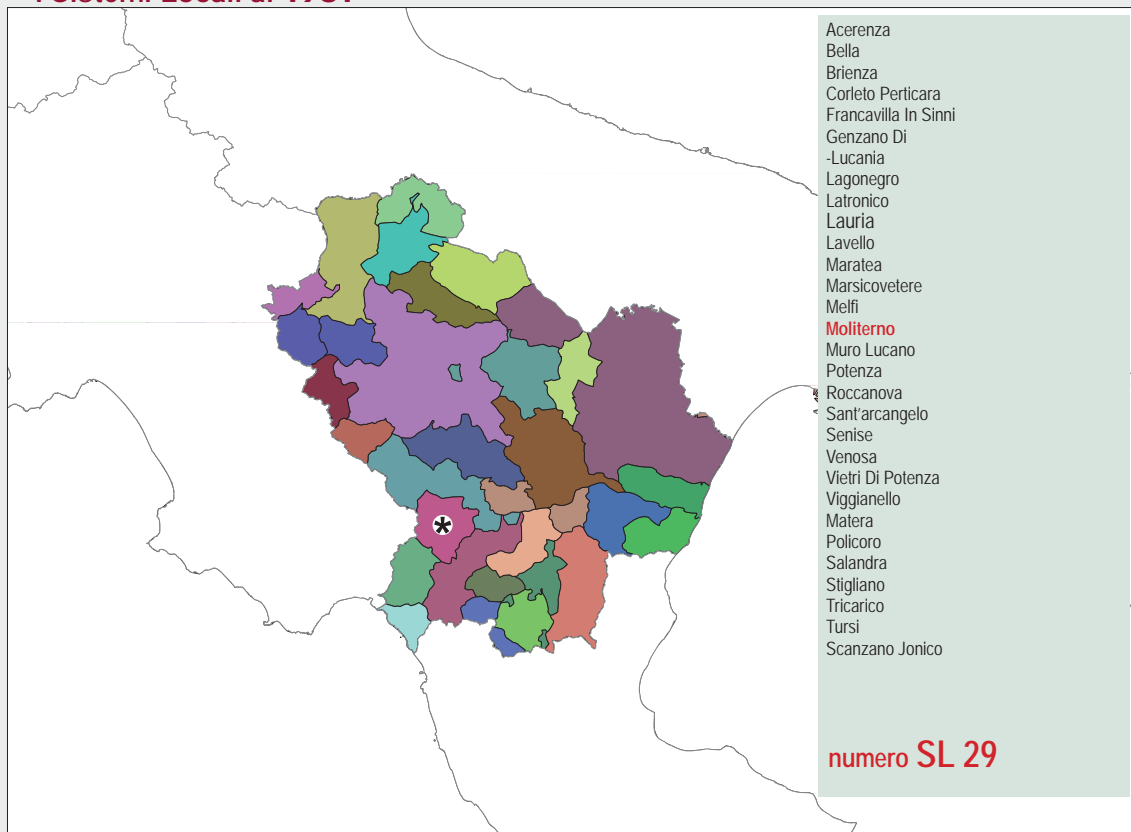 Acerenza
Bella
Brienza
Corleto Perticara
Francavilla In Sinni
Genzano Di
-Lucania
Lagonegro
Latronico
Lauria
Lavello
Maratea
Marsicovetere
Melfi
Moliterno
Muro Lucano
Potenza
Roccanova
Sant'arcangelo
Senise
Venosa
Vietri Di Potenza
Viggianello
Matera
Policoro
Salandra
Stigliano
Tricarico
Tursi
Scanzano Jonico
numero SL 29
*